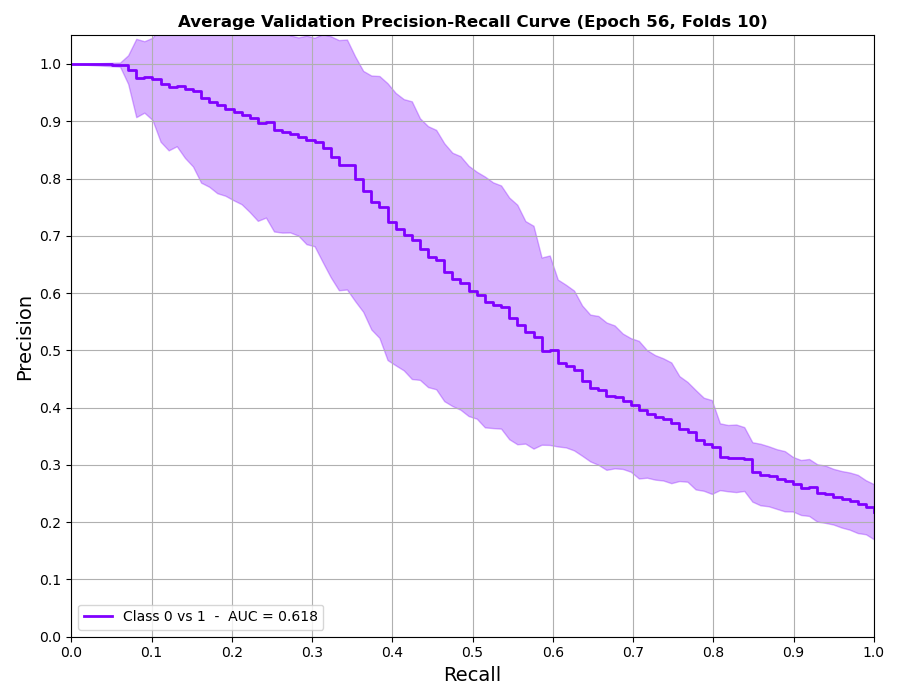 Average Validation Precision-Recall Curve (Epoch 56, Folds 10)
Precision
1.0
0.9
0.8
0.7
0.6
0.5
0.4
0.3
0.2
0.1
0.0
Class 0 vs 1 - AUC = 0.618
0.0 0.1 0.2 0.3 0.4 0.5 0.6 0.7 0.8 0.9 1.0
Recall